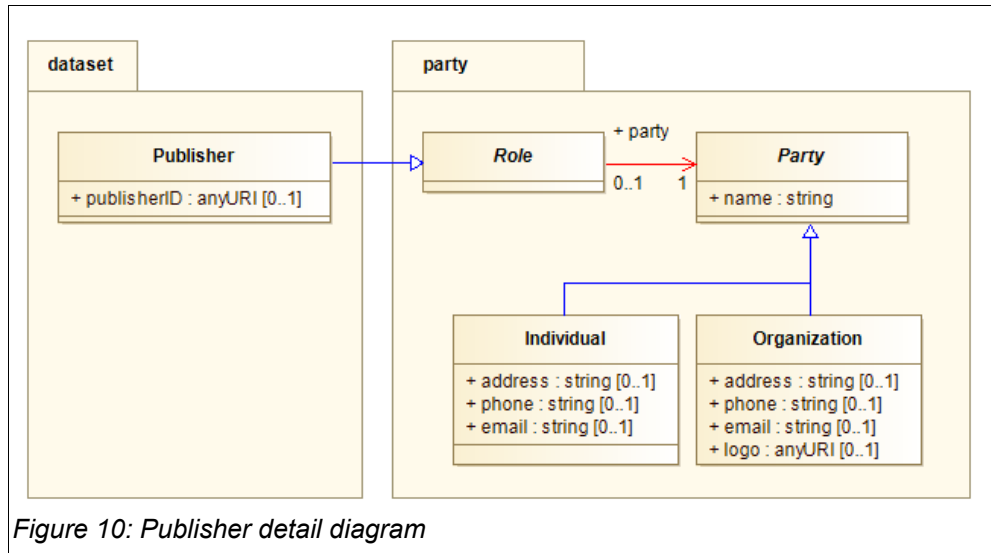 dataset
party
Publisher
+ publisherID : anyURI [0..1]
Role
+ party
0..1
1
Party
+ name : string
Individual
+ address : string [0..1]
+ phone : string [0..1]
+ email : string [0..1]
Organization
+ address : string [0..1]
+ phone : string [0..1]
+ email : string [0..1]
+ logo : anyURI [0..1]
Figure 10: Publisher detail diagram